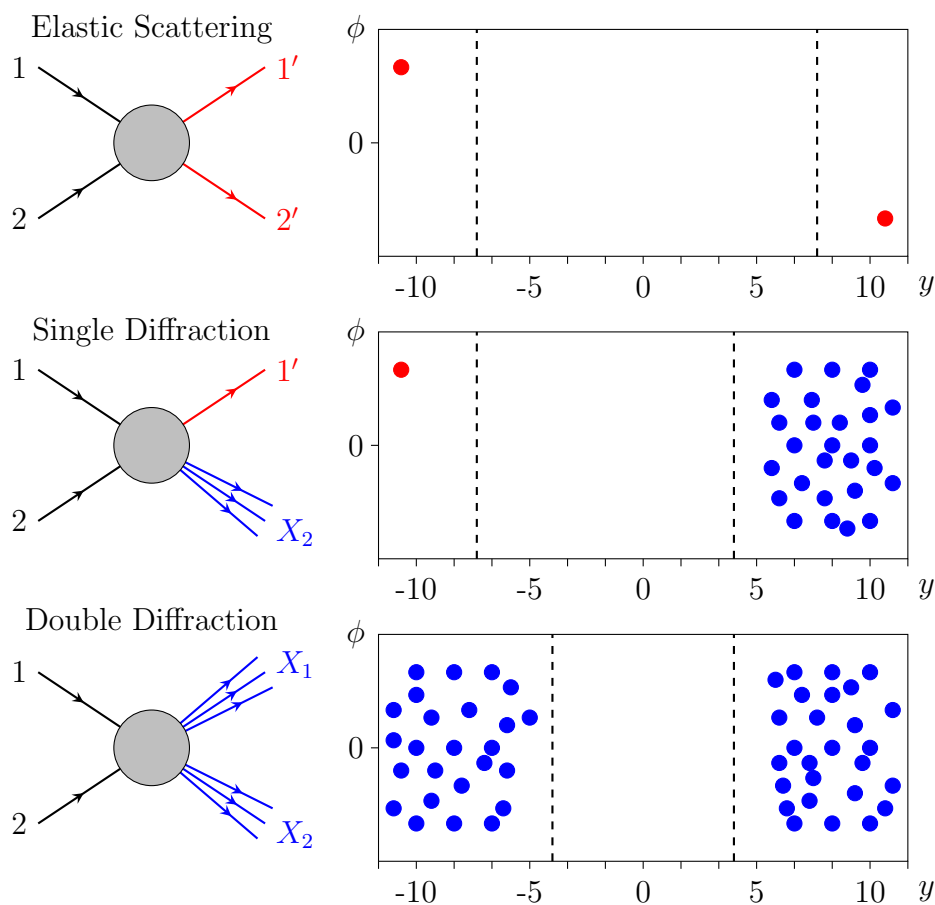 Elastic Scattering
1
1′
2
2′
ϕ
0
-10 -5 0 5 10 y
Single Diffraction
1
1′
2
X₂
ϕ
0
-10 -5 0 5 10 y
Double Diffraction
1
X₁
2
X₂
ϕ
0
-10 -5 0 5 10 y